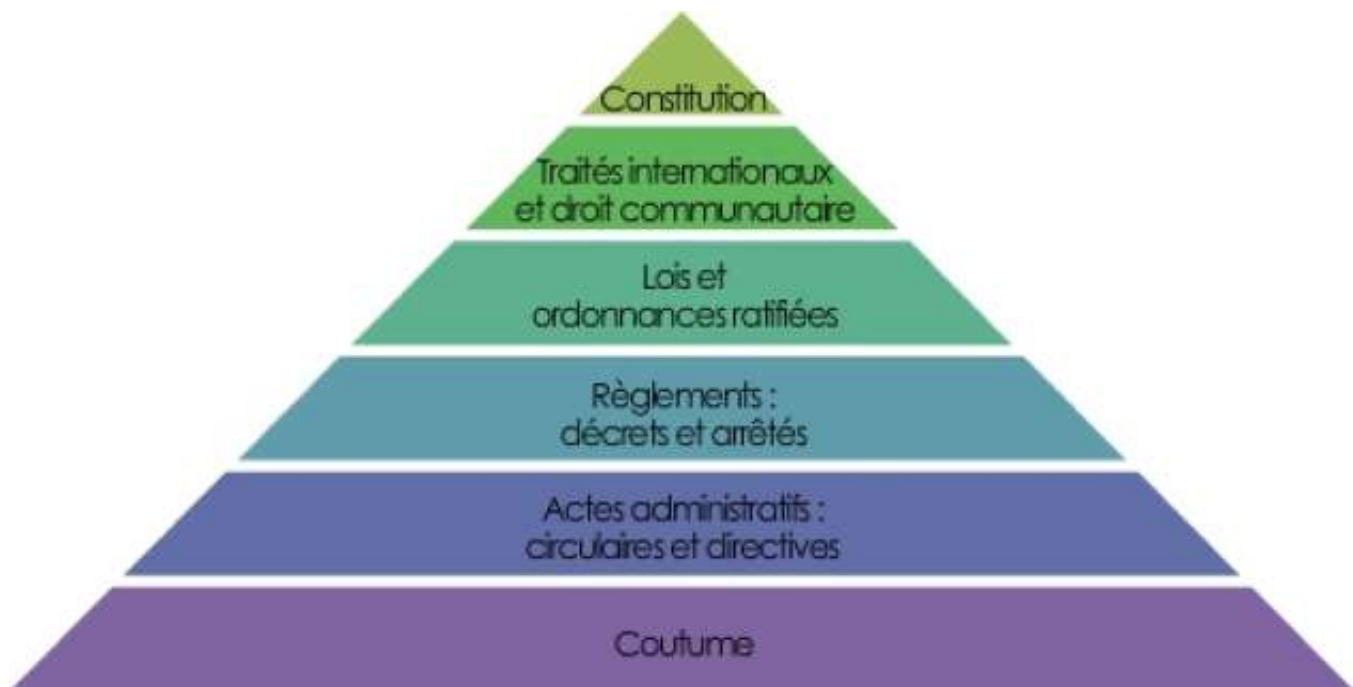 Constitution
Traités internationaux
et droit communautaire
Lois et
ordonnances ratifiées
Règlements :
décrets et arrêtés
Actes administratifs :
circulaires et directives
Coutume